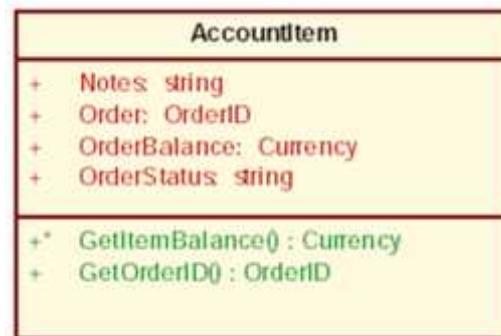 AccountItem
+ Notes: string
+ Order: OrderID
+ OrderBalance: Currency
+ OrderStatus: string
+* GetItemBalance() : Currency
+ GetOrderID() : OrderID